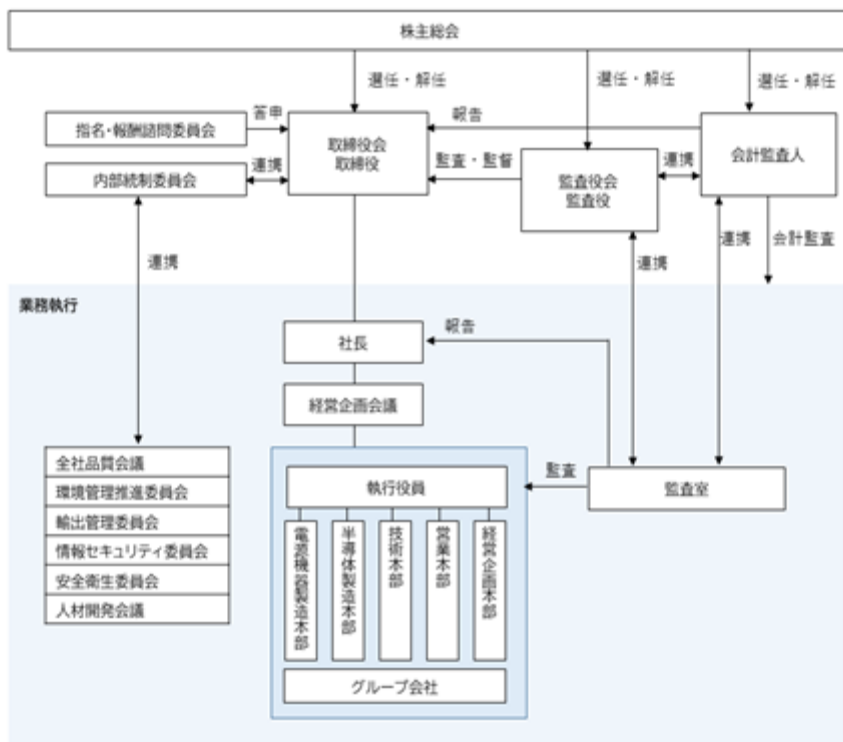 株主総会
選任・解任
選任・解任
選任・解任
指名・報酬諮問委員会
答申
取締役会
取締役
報告
会計監査人
内部統制委員会
連携
監査・監督
監査役会
監査役
連携
連携
連携
連携
会計監査
業務執行
社長
報告
経営企画会議
全社品質会議
環境管理推進委員会
輸出管理委員会
情報セキュリティ委員会
安全衛生委員会
人材開発会議
執行役員
監査
監査室
電源機器製造本部
半導体製造本部
技術本部
営業本部
経営企画本部
グループ会社